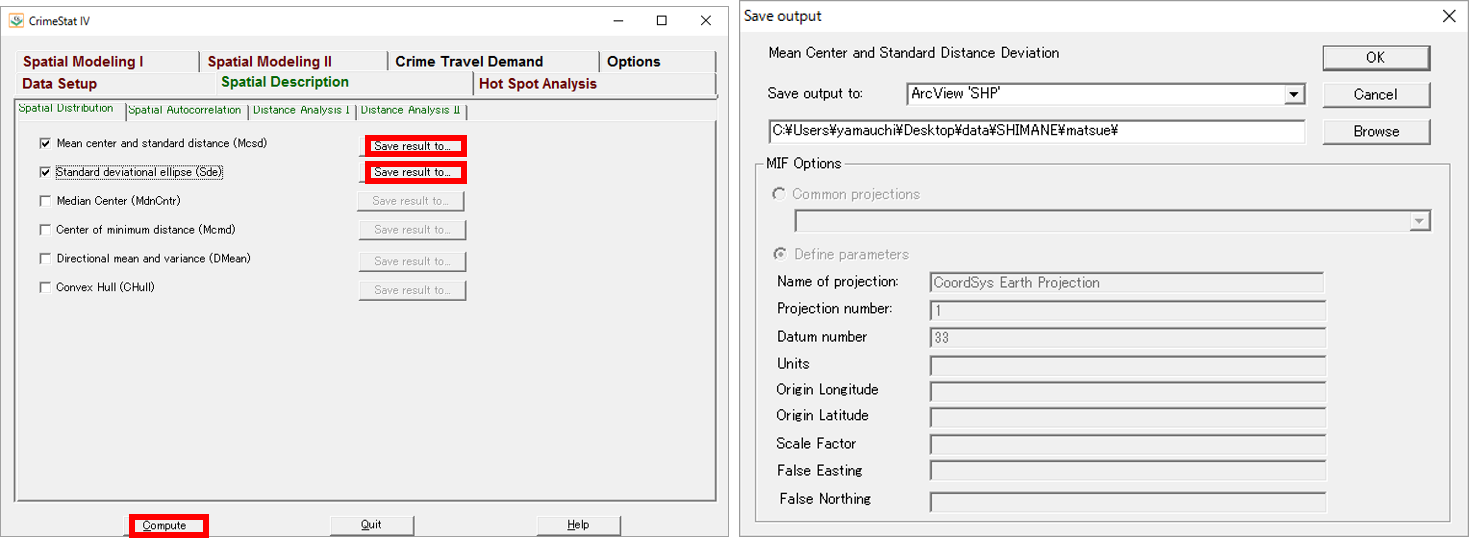 CrimeStat IV
Spatial Modeling I
Spatial Modeling II
Crime Travel Demand
Options
Data Setup
Spatial Description
Hot Spot Analysis
Spatial Distribution
Spatial Autocorrelation
Distance Analysis I
Distance Analysis II
Mean center and standard distance (Mcsd)
Save result to...
Standard deviational ellipse (Sde)
Save result to...
Median Center (MdnCntr)
Save result to...
Center of minimum distance (Mcmd)
Save result to...
Directional mean and variance (DMean)
Save result to...
Convex Hull (CHull)
Save result to...
Compute
Quit
Help
Save output
Mean Center and Standard Distance Deviation
OK
Save output to:
ArcView 'SHP'
Cancel
C:¥Users¥yamauchi¥Desktop¥data¥SHIMANE¥matsue¥
Browse
MIF Options
Common projections
Define parameters
Name of projection:
CoordSys Earth Projection
Projection number:
1
Datum number
33
Units
Origin Longitude
Origin Latitude
Scale Factor
False Easting
False Northing